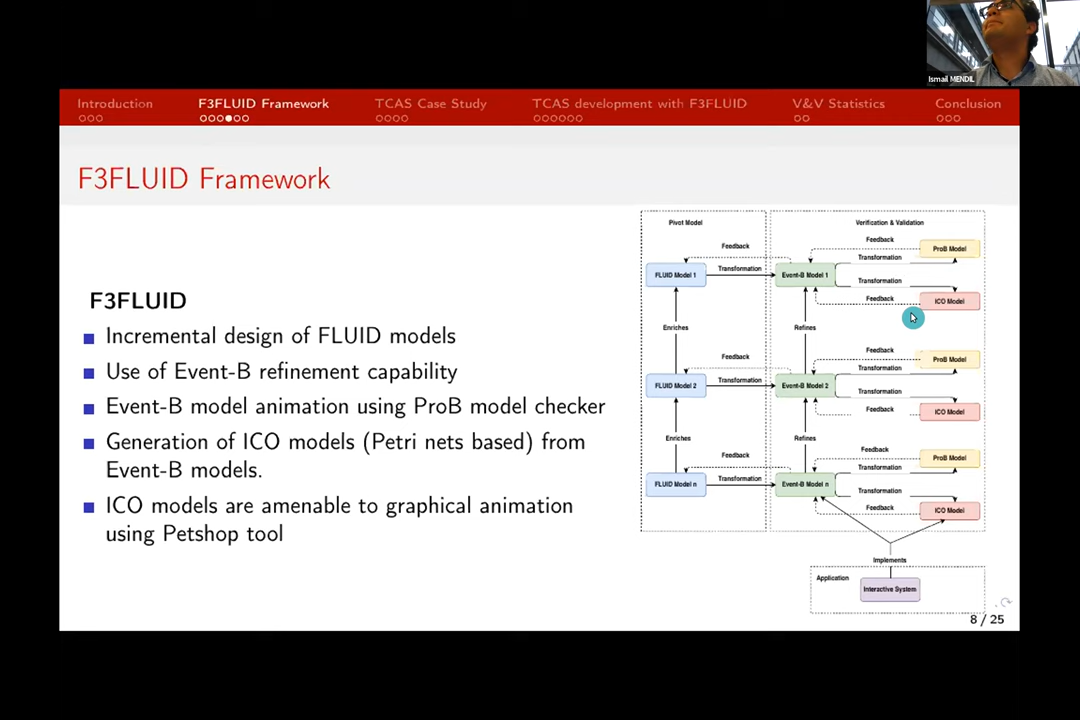 Ismail MENDIL
Introduction F3FLUID Framework TCAS Case Study TCAS development with F3FLUID V&V Statistics Conclusion
F3FLUID Framework
F3FLUID
Incremental design of FLUID models
Use of Event-B refinement capability
Event-B model animation using ProB model checker
Generation of ICO models (Petri nets based) from
Event-B models.
ICO models are amenable to graphical animation
using Petshop tool
Pivot Model
Verification & Validation
Feedback
Feedback
ProB Model
Transformation
FLUID Model 1
Transformation
Event-B Model 1
Transformation
Feedback
ICO Model
Enriches
Refines
Feedback
Feedback
ProB Model
Transformation
FLUID Model 2
Transformation
Event-B Model 2
Transformation
Feedback
ICO Model
Enriches
Refines
Feedback
Feedback
ProB Model
Transformation
FLUID Model n
Transformation
Event-B Model n
Transformation
Feedback
ICO Model
Implements
Application
Interactive System
8 / 25